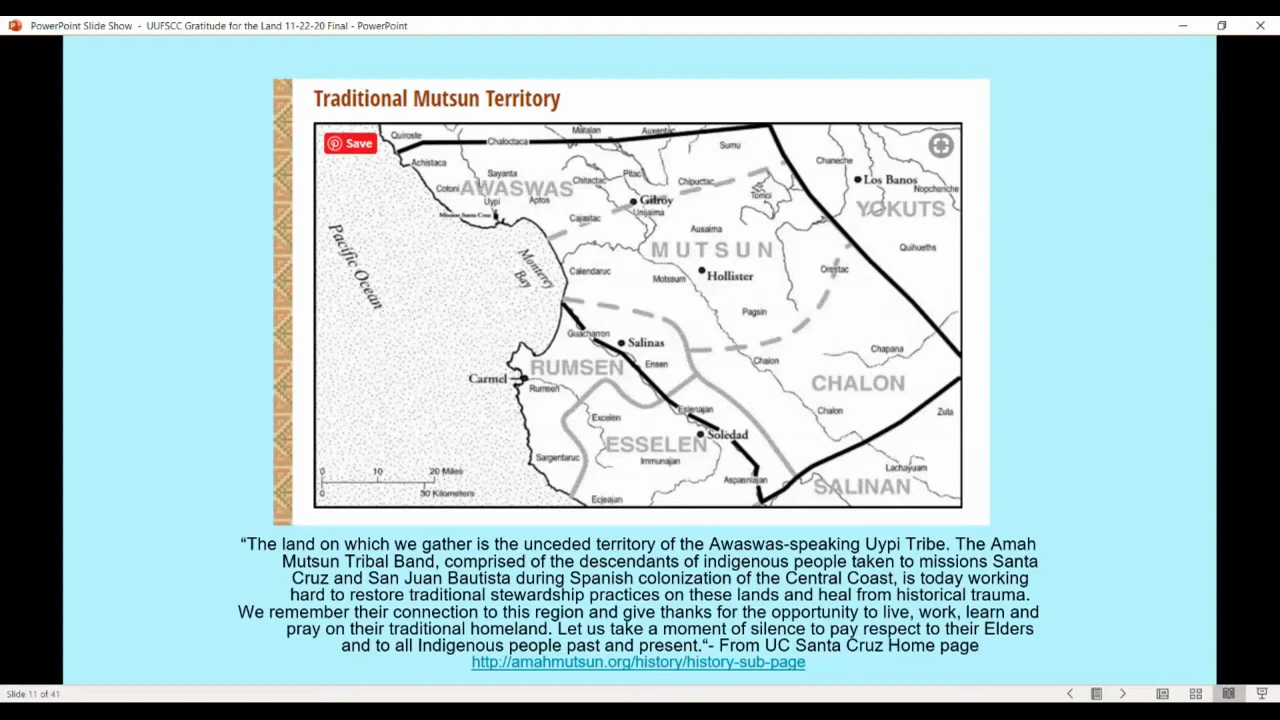 PowerPoint Slide Show - UUFSCC Gratitude for the Land 11-22-20 Final - PowerPoint
Traditional Mutsun Territory
Save
Quiroste
Chaloctaca
Matalan
Auxentac
Sumu
Achistaca
Sayanta
Pitac
Chaneche
Cotoni
AWASWAS
Chitactac
Chipuctac
Los Banos
Nopchenche
Uypi
Aptos
Gilroy
Tomoi
YOKUTS
Mission Santa Cruz
Cajastac
Unijaima
Ausaima
Quihueths
Pacific Ocean
Monterey
Bay
MUTSUN
Calendaruc
Motssum
Hollister
Orestac
Pagsin
Guacharron
Salinas
Chapana
RUMSEN
Ensen
Chalon
Carmel
Rumsen
CHALON
Excelen
Eslenajan
Chalon
Zuta
ESSELEN
Soledad
Sargentaruc
Immunajan
Lachayuam
0 10 20 Miles
Aspasniajan
SALINAN
0 30 Kilometers
Ecjeajan
“The land on which we gather is the unceded territory of the Awaswas-speaking Uypi Tribe. The Amah
Mutsun Tribal Band, comprised of the descendants of indigenous people taken to missions Santa
Cruz and San Juan Bautista during Spanish colonization of the Central Coast, is today working
hard to restore traditional stewardship practices on these lands and heal from historical trauma.
We remember their connection to this region and give thanks for the opportunity to live, work, learn and
pray on their traditional homeland. Let us take a moment of silence to pay respect to their Elders
and to all Indigenous people past and present.“- From UC Santa Cruz Home page
http://amahmutsun.org/history/history-sub-page
Slide 11 of 41